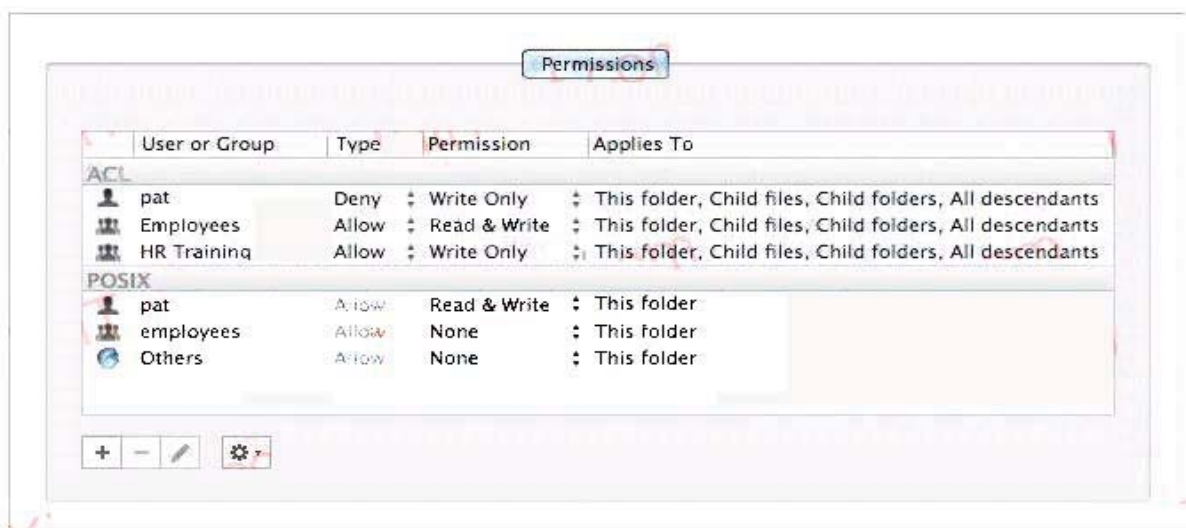 Permissions
User or Group Type Permission Applies To
ACL
pat Deny Write Only This folder, Child files, Child folders, All descendants
Employees Allow Read & Write This folder, Child files, Child folders, All descendants
HR Training Allow Write Only This folder, Child files, Child folders, All descendants
POSIX
pat Allow Read & Write This folder
employees Allow None This folder
Others Allow None This folder